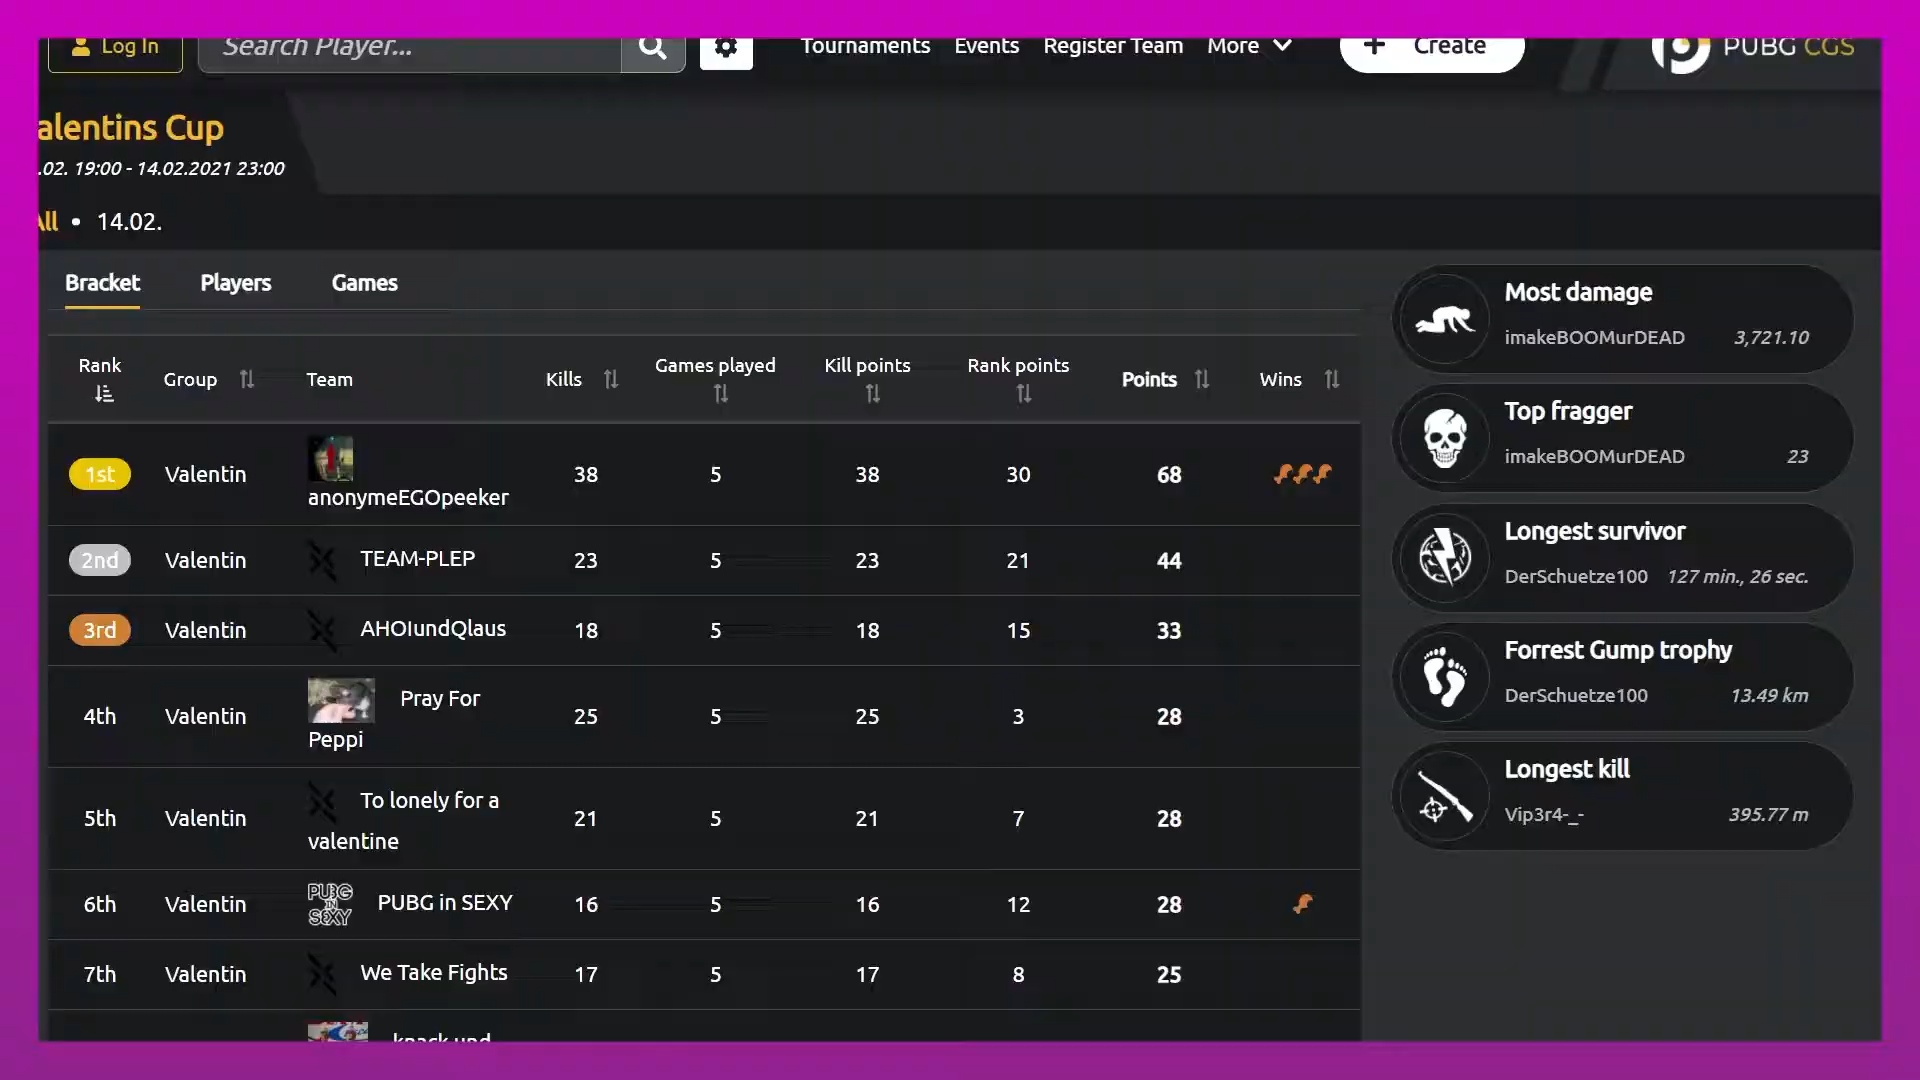 Log In
Search Player...
Tournaments
Events
Register Team
More
Create
PUBG CGS
alentins Cup
.02. 19:00 - 14.02.2021 23:00
All • 14.02.
Bracket
Players
Games
Rank
Group
Team
Kills
Games played
Kill points
Rank points
Points
Wins
1st Valentin anonymeEGOpeeker 38 5 38 30 68
2nd Valentin TEAM-PLEP 23 5 23 21 44
3rd Valentin AHOIundQlaus 18 5 18 15 33
4th Valentin Pray For 25 5 25 3 28
Peppi
5th Valentin To lonely for a 21 5 21 7 28
valentine
PUBG
IN
SEXY
6th Valentin PUBG in SEXY 16 5 16 12 28
7th Valentin We Take Fights 17 5 17 8 25
knack und
Most damage
imakeBOOMurDEAD 3,721.10
Top fragger
imakeBOOMurDEAD 23
Longest survivor
DerSchuetze100 127 min., 26 sec.
Forrest Gump trophy
DerSchuetze100 13.49 km
Longest kill
Vip3r4-_- 395.77 m